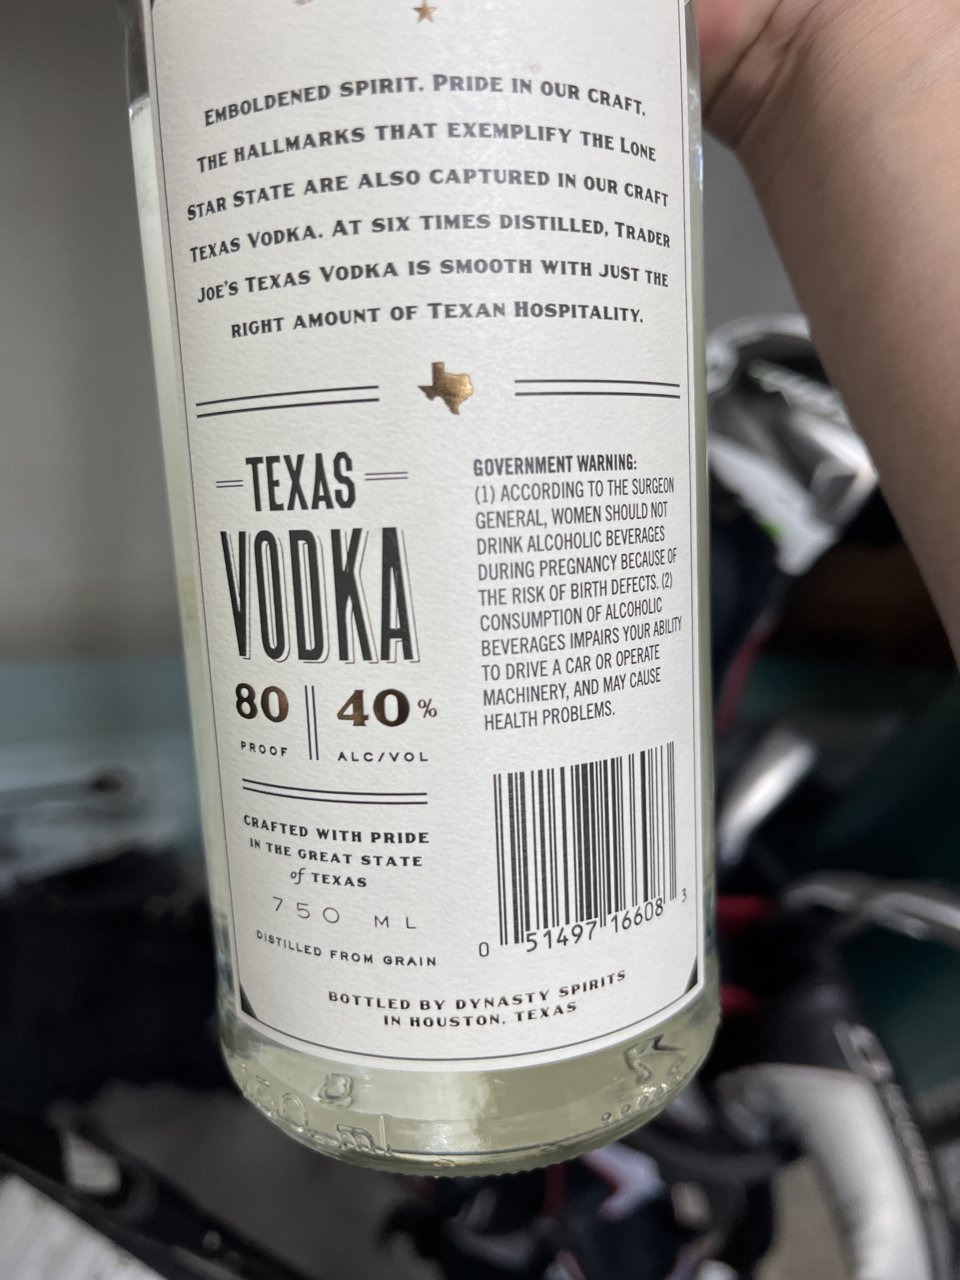 EMBOLDENED SPIRIT. PRIDE IN OUR CRAFT.
THE HALLMARKS THAT EXEMPLIFY THE LONE
STAR STATE ARE ALSO CAPTURED IN OUR CRAFT
TEXAS VODKA. AT SIX TIMES DISTILLED, TRADER
JOE'S TEXAS VODKA IS SMOOTH WITH JUST THE
RIGHT AMOUNT OF TEXAN HOSPITALITY.
TEXAS
VODKA
80 40%
PROOF ALC/VOL
CRAFTED WITH PRIDE
IN THE GREAT STATE
of TEXAS
750 ML
DISTILLED FROM GRAIN
GOVERNMENT WARNING:
(1) ACCORDING TO THE SURGEON
GENERAL, WOMEN SHOULD NOT
DRINK ALCOHOLIC BEVERAGES
DURING PREGNANCY BECAUSE OF
THE RISK OF BIRTH DEFECTS. (2)
CONSUMPTION OF ALCOHOLIC
BEVERAGES IMPAIRS YOUR ABILITY
TO DRIVE A CAR OR OPERATE
MACHINERY, AND MAY CAUSE
HEALTH PROBLEMS.
0 51497 16608 3
BOTTLED BY DYNASTY SPIRITS
IN HOUSTON, TEXAS